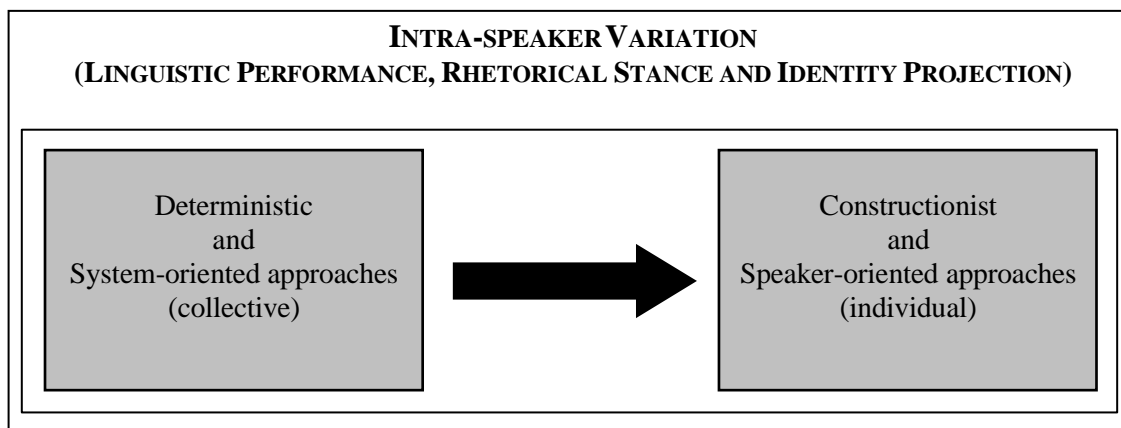 INTRA-SPEAKER VARIATION
(LINGUISTIC PERFORMANCE, RHETORICAL STANCE AND IDENTITY PROJECTION)
Deterministic
and
System-oriented approaches
(collective)
Constructionist
and
Speaker-oriented approaches
(individual)